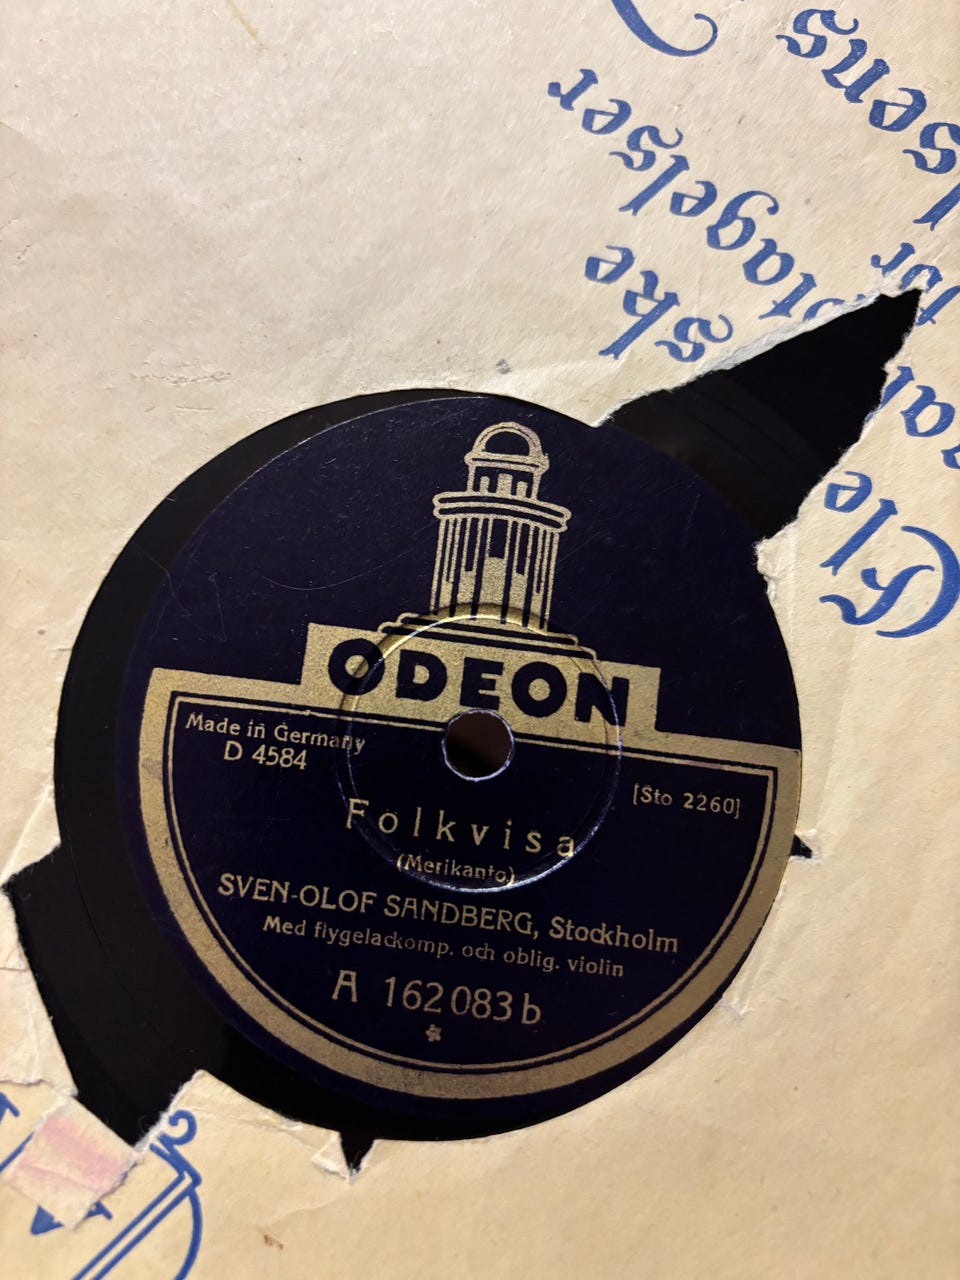 ODEON
Made in Germany
D 4584
[Sto 2260]
Folkvisa
(Merikanto)
SVEN-OLOF SANDBERG, Stockholm
Med flygelackomp. och oblig. violin
A 162083 b
ske